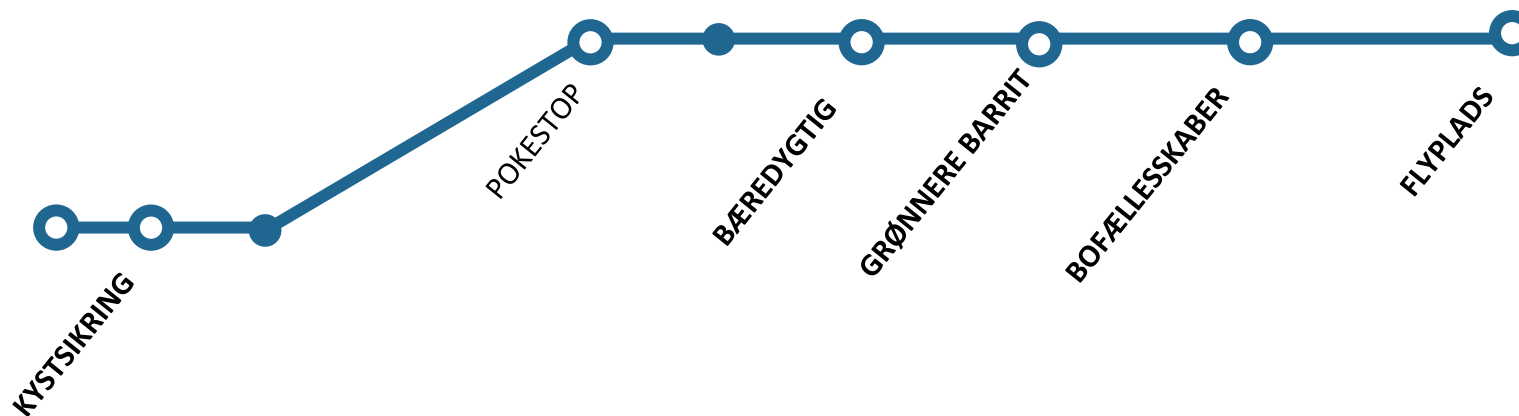 KYSTSIKRING
POKESTOP
BÆREDYGTIG
GRØNNERE BARRIT
BOFÆLLESSKABER
FLYPLADS